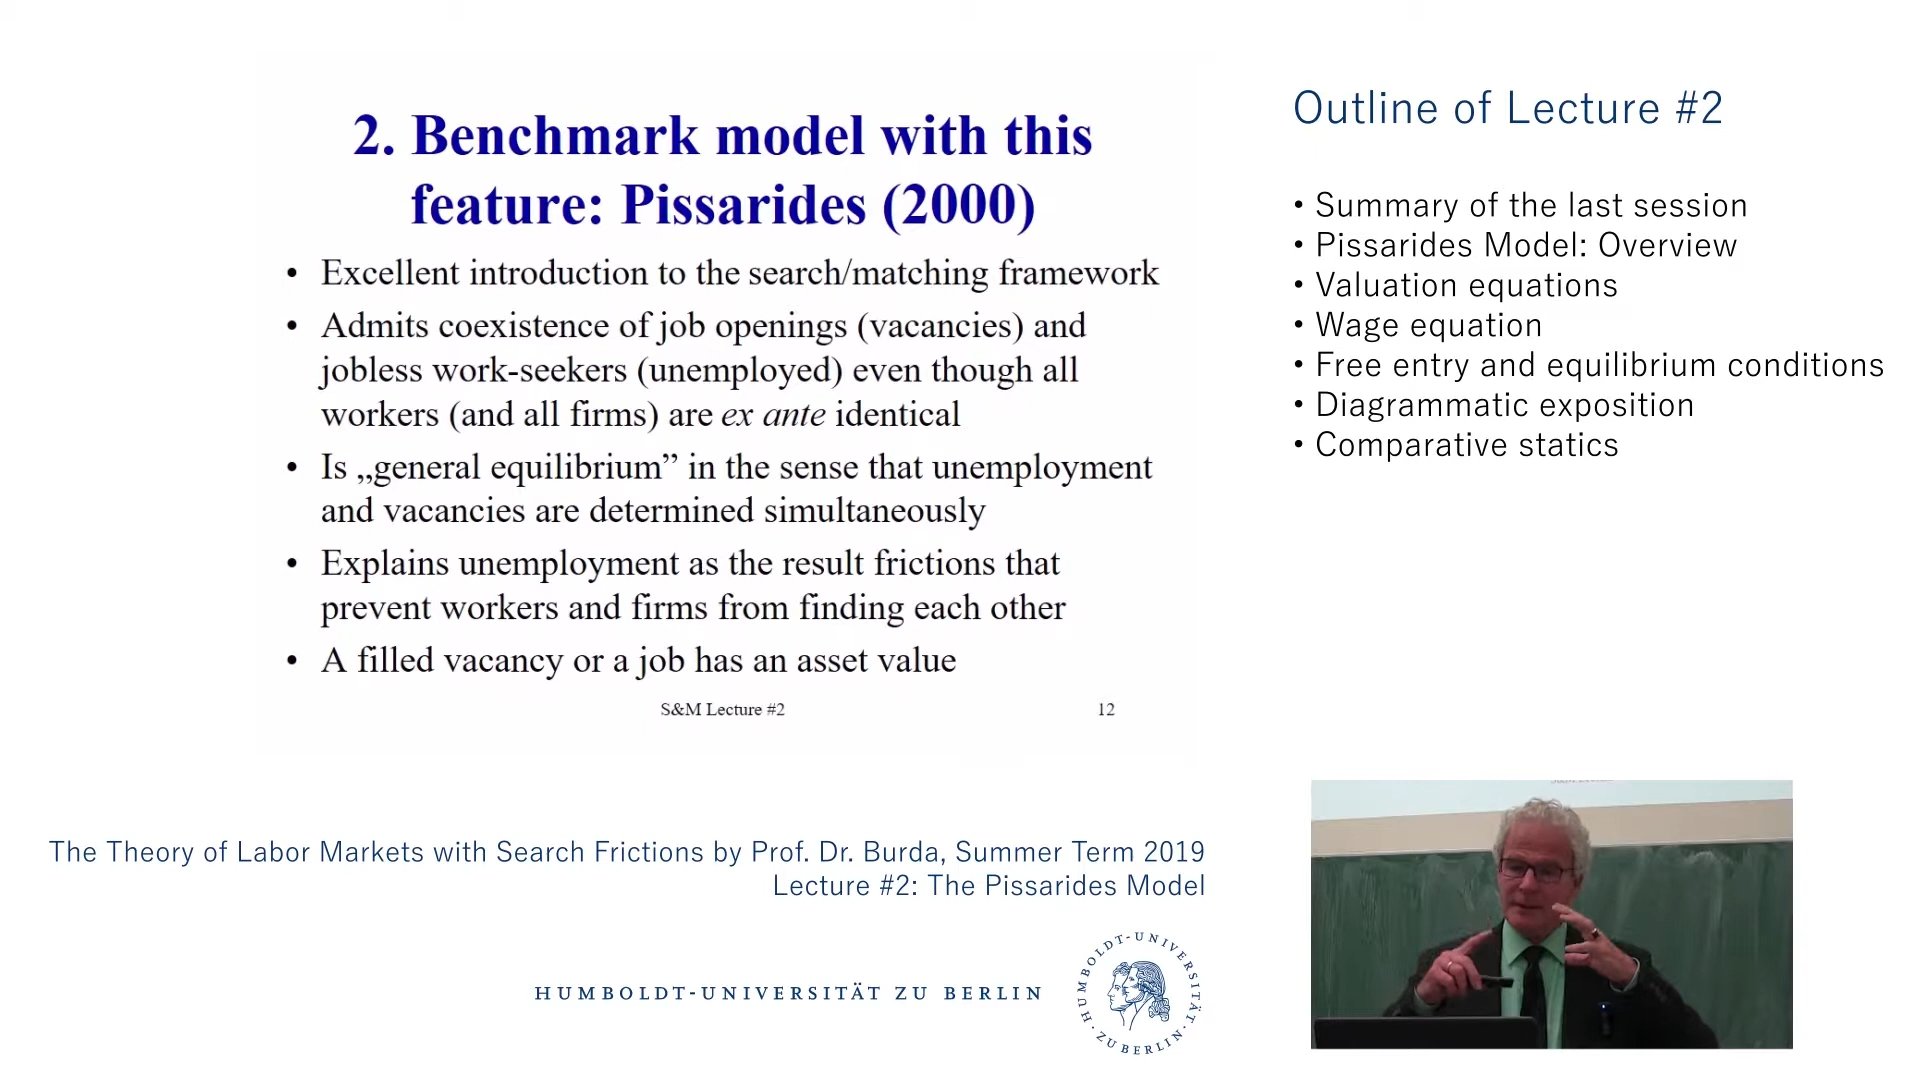 2. Benchmark model with this
feature: Pissarides (2000)
• Excellent introduction to the search/matching framework
• Admits coexistence of job openings (vacancies) and
jobless work-seekers (unemployed) even though all
workers (and all firms) are ex ante identical
• Is „general equilibrium” in the sense that unemployment
and vacancies are determined simultaneously
• Explains unemployment as the result frictions that
prevent workers and firms from finding each other
• A filled vacancy or a job has an asset value
S&M Lecture #2
12
Outline of Lecture #2
• Summary of the last session
• Pissarides Model: Overview
• Valuation equations
• Wage equation
• Free entry and equilibrium conditions
• Diagrammatic exposition
• Comparative statics
The Theory of Labor Markets with Search Frictions by Prof. Dr. Burda, Summer Term 2019
Lecture #2: The Pissarides Model
HUMBOLDT-UNIVERSITÄT ZU BERLIN
HUMBOLDT-UNIVERSITÄT · ZU BERLIN ·